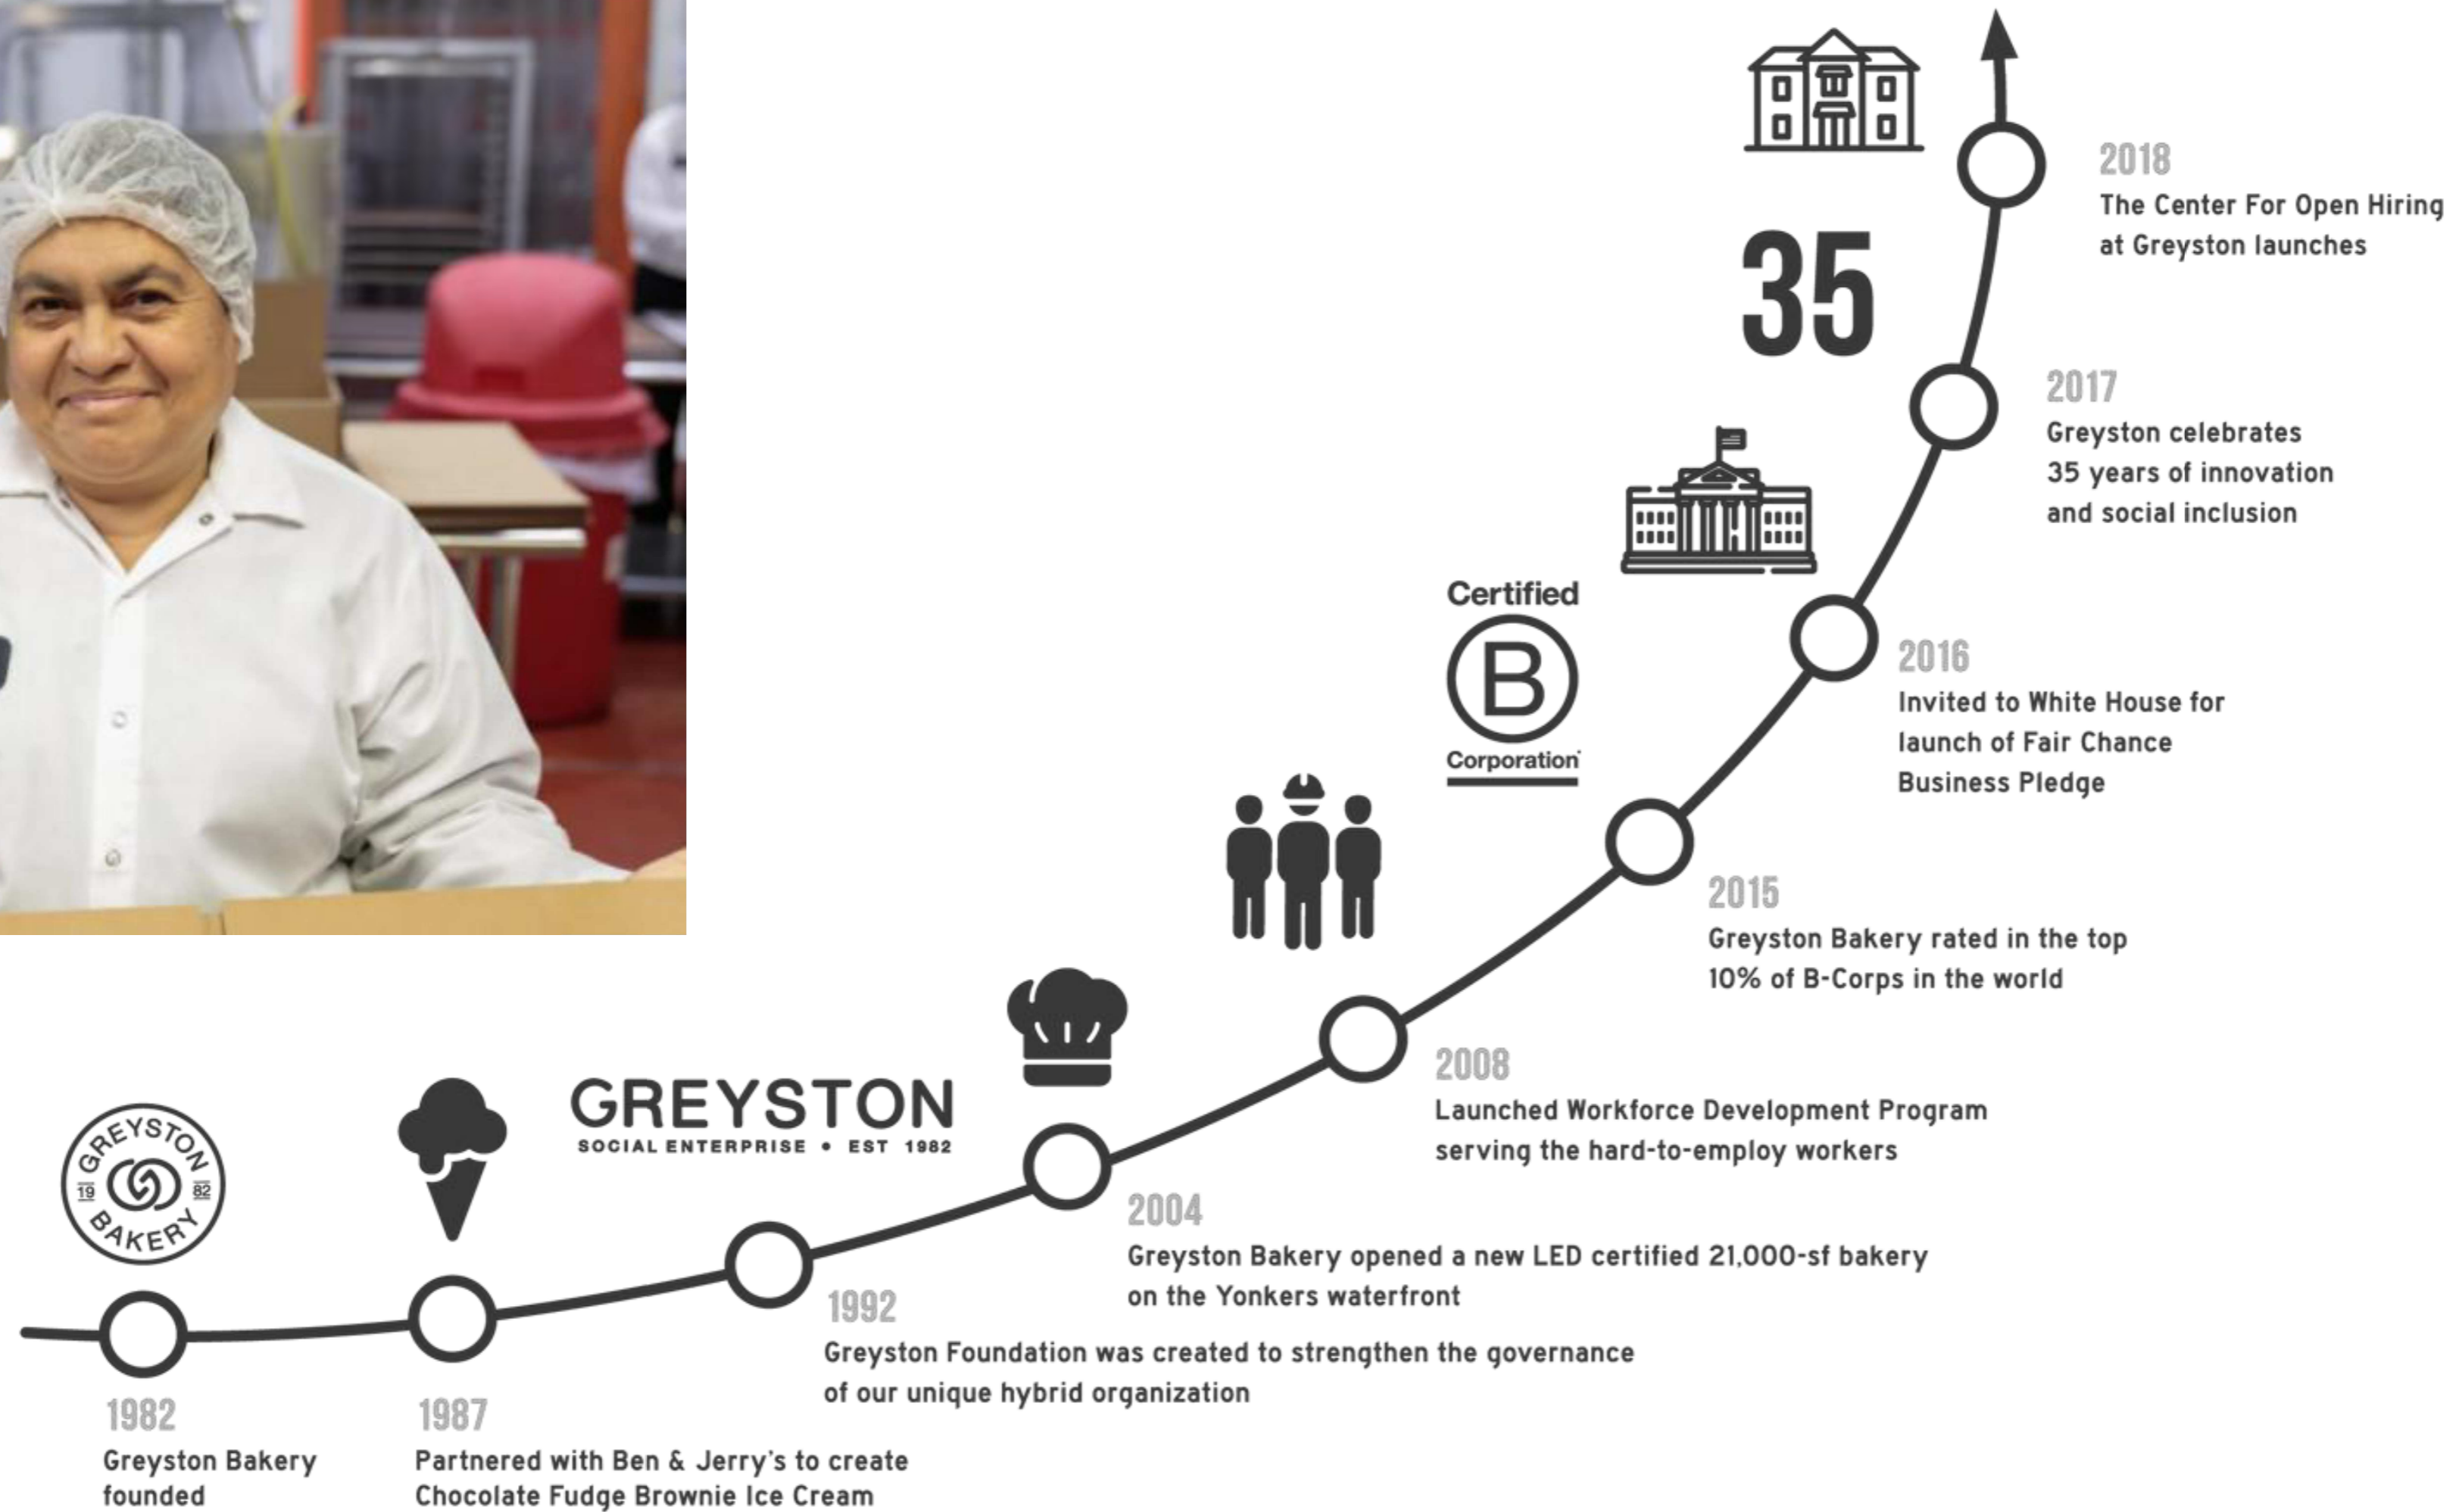 GREYSTON
19 82
BAKERY
1982
Greyston Bakery
founded
1987
Partnered with Ben & Jerry's to create
Chocolate Fudge Brownie Ice Cream
GREYSTON
SOCIAL ENTERPRISE • EST 1982
1992
Greyston Foundation was created to strengthen the governance
of our unique hybrid organization
2004
Greyston Bakery opened a new LED certified 21,000-sf bakery
on the Yonkers waterfront
2008
Launched Workforce Development Program
serving the hard-to-employ workers
Certified
B
Corporation
2015
Greyston Bakery rated in the top
10% of B-Corps in the world
2016
Invited to White House for
launch of Fair Chance
Business Pledge
35
2017
Greyston celebrates
35 years of innovation
and social inclusion
2018
The Center For Open Hiring
at Greyston launches